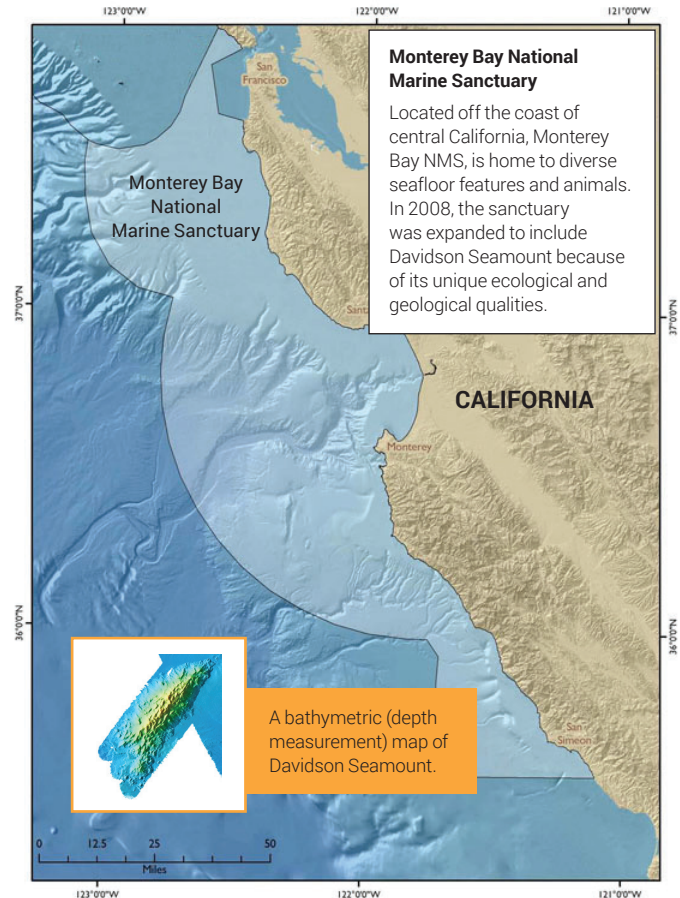 123°0'0"W
122°0'0"W
121°0'0"W
San
Francisco
Monterey Bay National
Marine Sanctuary
Located off the coast of
central California, Monterey
Bay NMS, is home to diverse
seafloor features and animals.
In 2008, the sanctuary
was expanded to include
Davidson Seamount because
of its unique ecological and
geological qualities.
Monterey Bay
National
Marine Sanctuary
37°0'0"N
37°0'0"N
CALIFORNIA
Monterey
36°0'0"N
36°0'0"N
A bathymetric (depth
measurement) map of
Davidson Seamount.
San
Simeon
0 12.5 25 50
Miles
123°0'0"W
122°0'0"W
121°0'0"W